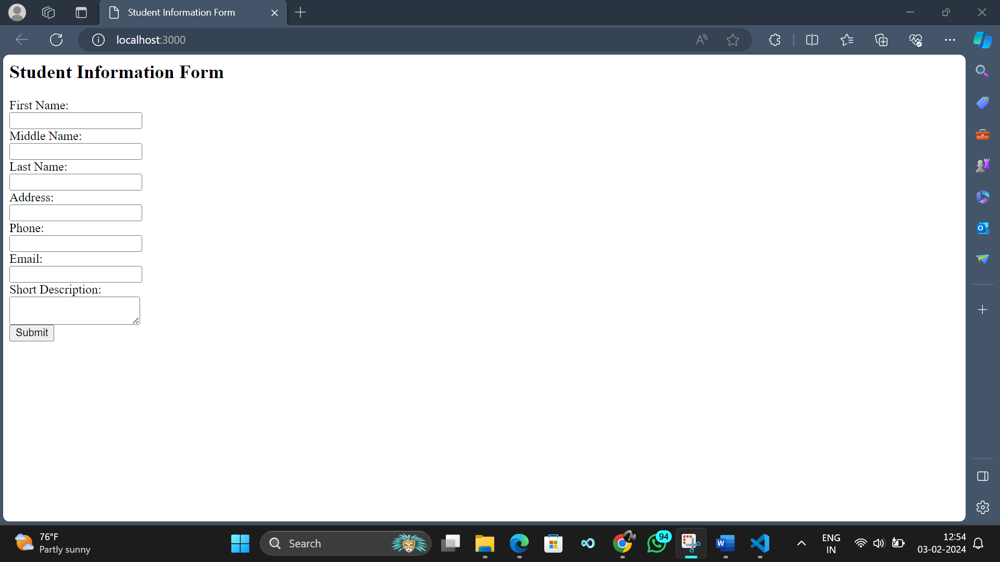 Student Information Form
localhost:3000
Student Information Form
First Name:
Middle Name:
Last Name:
Address:
Phone:
Email:
Short Description:
Submit
76°F
Partly sunny
Search
94
ENG
IN
12:54
03-02-2024